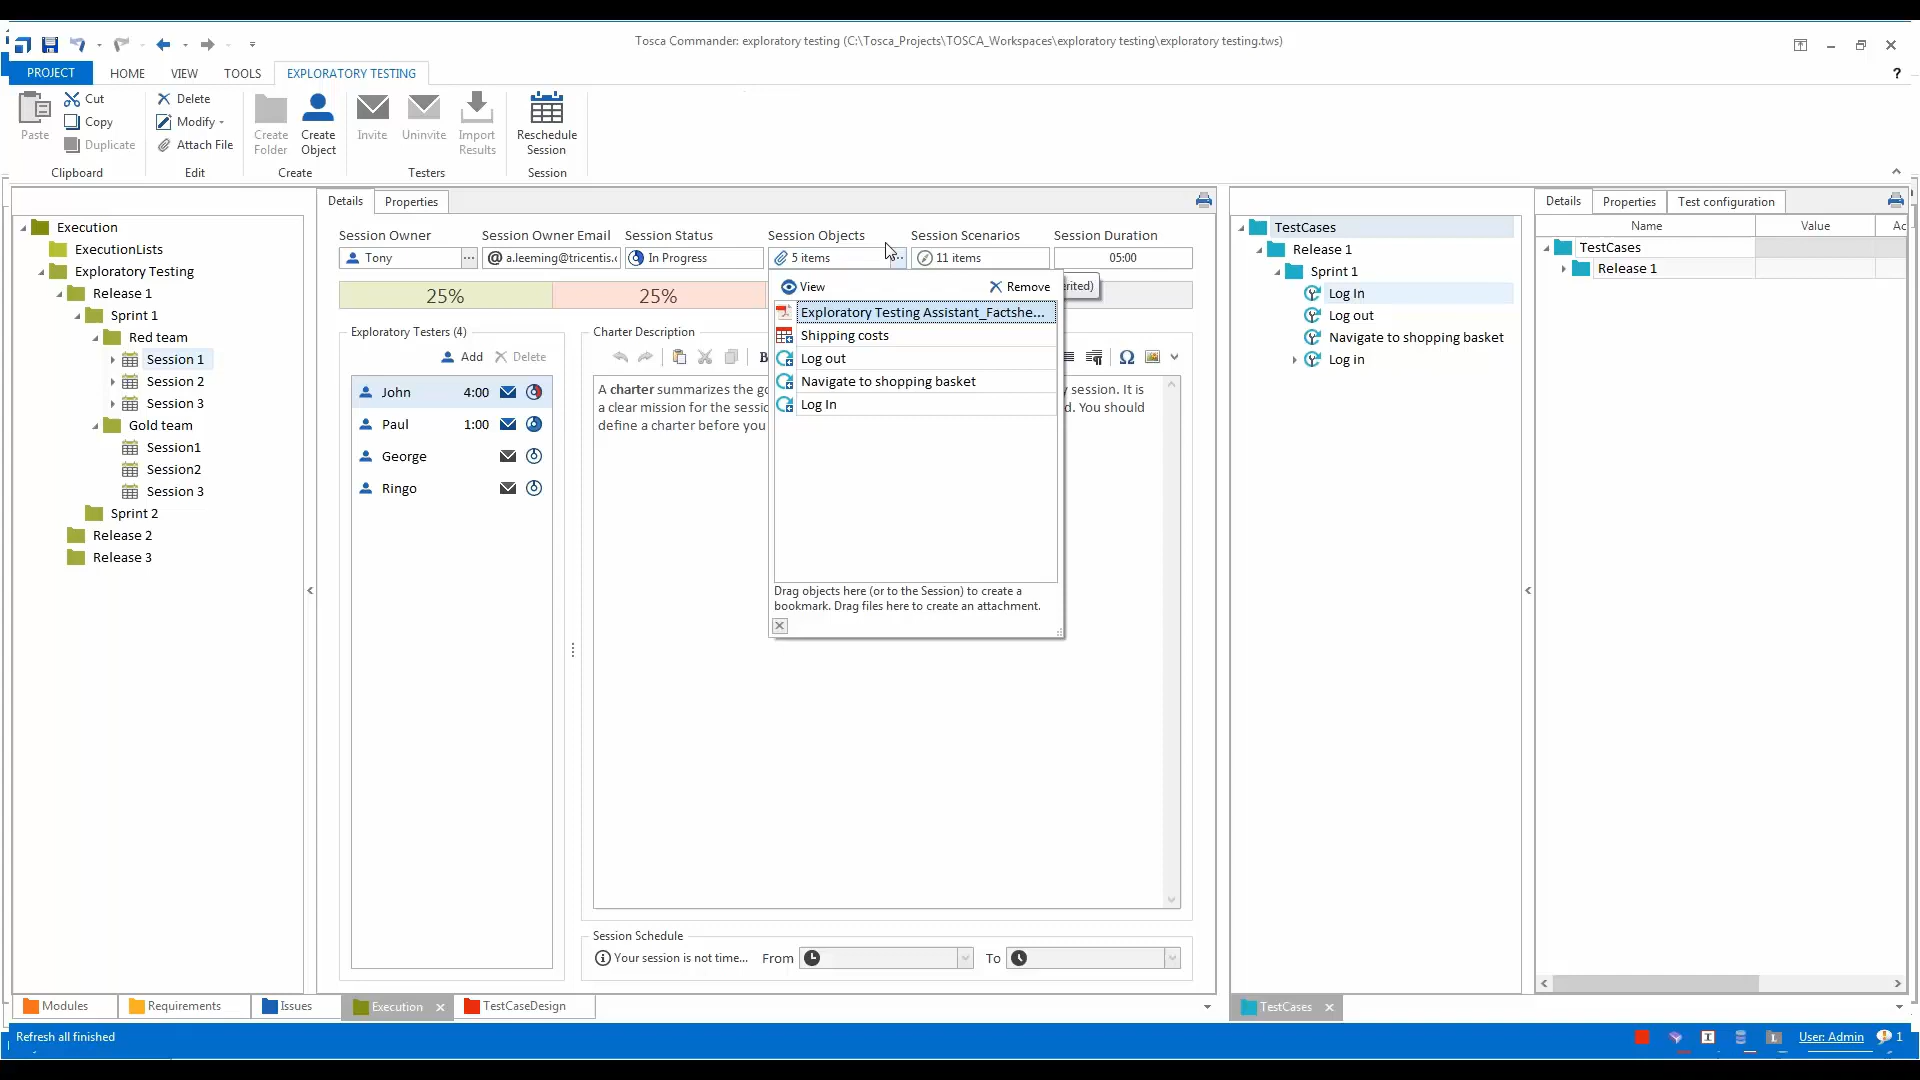 Tosca Commander: exploratory testing (C:\Tosca_Projects\TOSCA_Workspaces\exploratory testing\exploratory testing.tws)
PROJECT HOME VIEW TOOLS EXPLORATORY TESTING ?
Paste Cut Copy Duplicate Clipboard
Delete Modify Attach File Edit
Create Folder Create Object Create
Invite Uninvite Import Results Testers
Reschedule Session Session
Execution
ExecutionLists
Exploratory Testing
Release 1
Sprint 1
Red team
Session 1
Session 2
Session 3
Gold team
Session1
Session2
Session 3
Sprint 2
Release 2
Release 3
Details Properties
Session Owner Session Owner Email Session Status Session Objects Session Scenarios Session Duration
Tony ... @ a.leeming@tricentis. In Progress 5 items ... 11 items 05:00
25% 25%
Exploratory Testers (4)
Add Delete
John 4:00
Paul 1:00
George
Ringo
Charter Description
B Ω
A charter summarizes the go session. It is
a clear mission for the sessic d. You should
define a charter before you
View Remove
erited)
Exploratory Testing Assistant_Factshe...
Shipping costs
Log out
Navigate to shopping basket
Log In
Drag objects here (or to the Session) to create a
bookmark. Drag files here to create an attachment.
Session Schedule
Your session is not time... From To
Modules Requirements Issues Execution TestCaseDesign
TestCases
Release 1
Sprint 1
Log In
Log out
Navigate to shopping basket
Log in
TestCases
Details Properties Test configuration
Name Value Ac
TestCases
Release 1
Refresh all finished
I L User: Admin 1